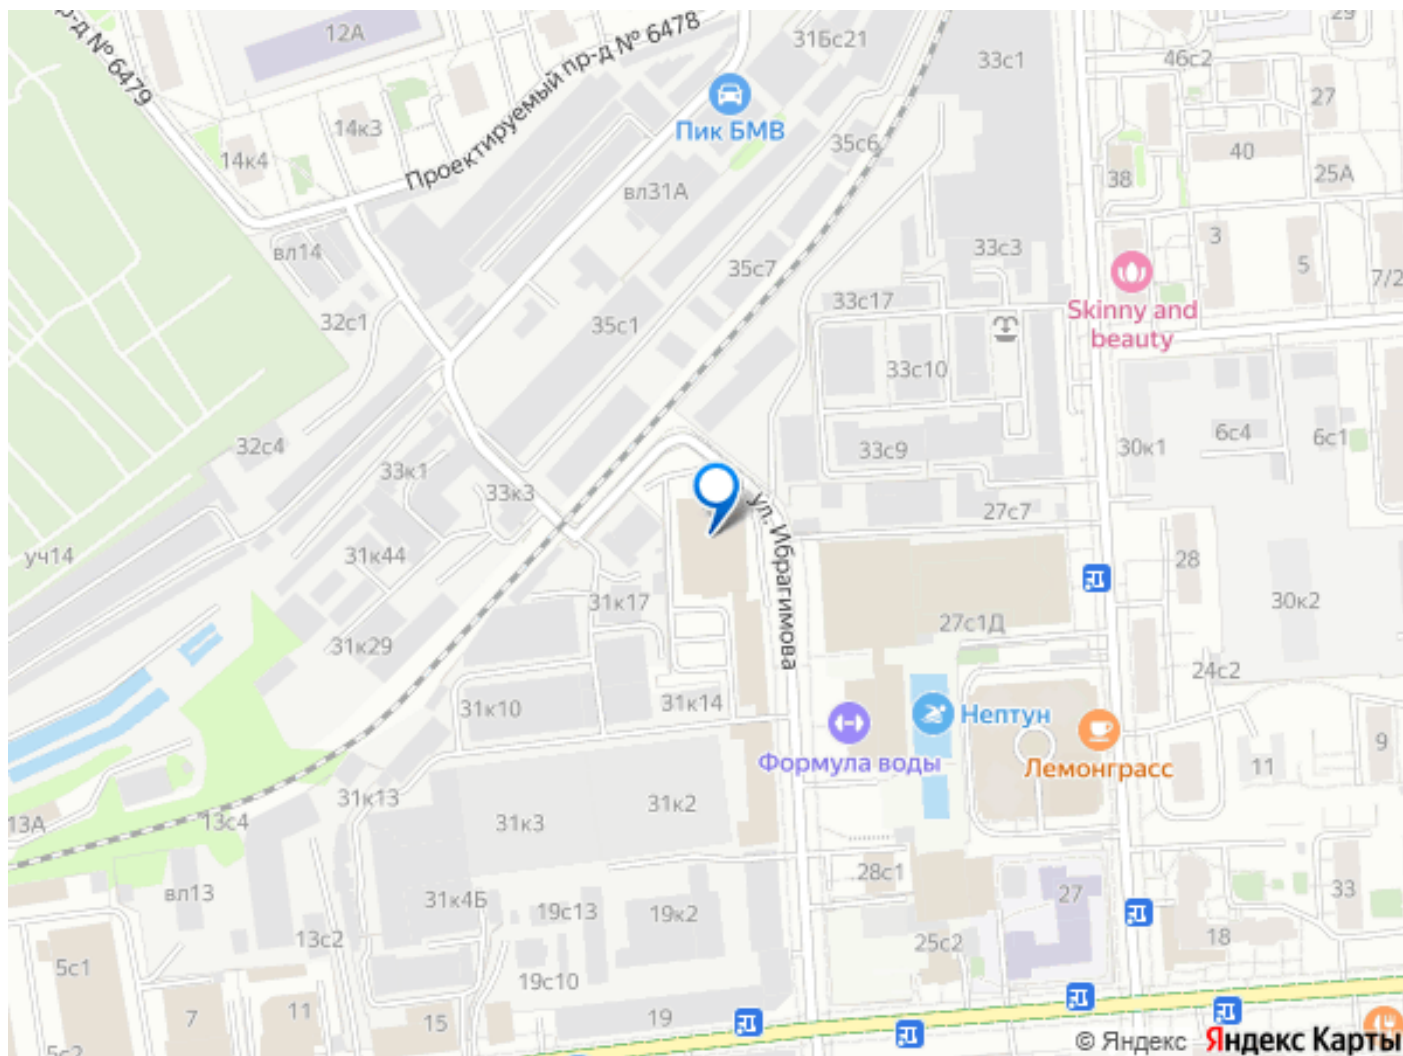 12А
31Бс21
33с1
29
46с2
р-д № 6479
Проектируемый пр-д № 6478
Пик БМВ
27
14к3
14к4
35с6
40
38
25А
вл31А
вл14
35с7
33с3
3
5
7/2
32с1
35с1
33с17
Skinny and
beauty
33с10
32с4
33к1
33с9
30к1
6с4
6с1
33к3
27с7
ул. Ибрагимова
уч14
31к44
28
31к17
30к2
27с1Д
31к29
24с2
31к10
31к14
Нептун
Формула воды
Лемонграсс
9
11
31к13
31к3
31к2
13А
13с4
вл13
31к4Б
28с1
27
33
19с13
19к2
13с2
25с2
18
5с1
19с10
7
11
15
19
5с2
© Яндекс Яндекс Карты